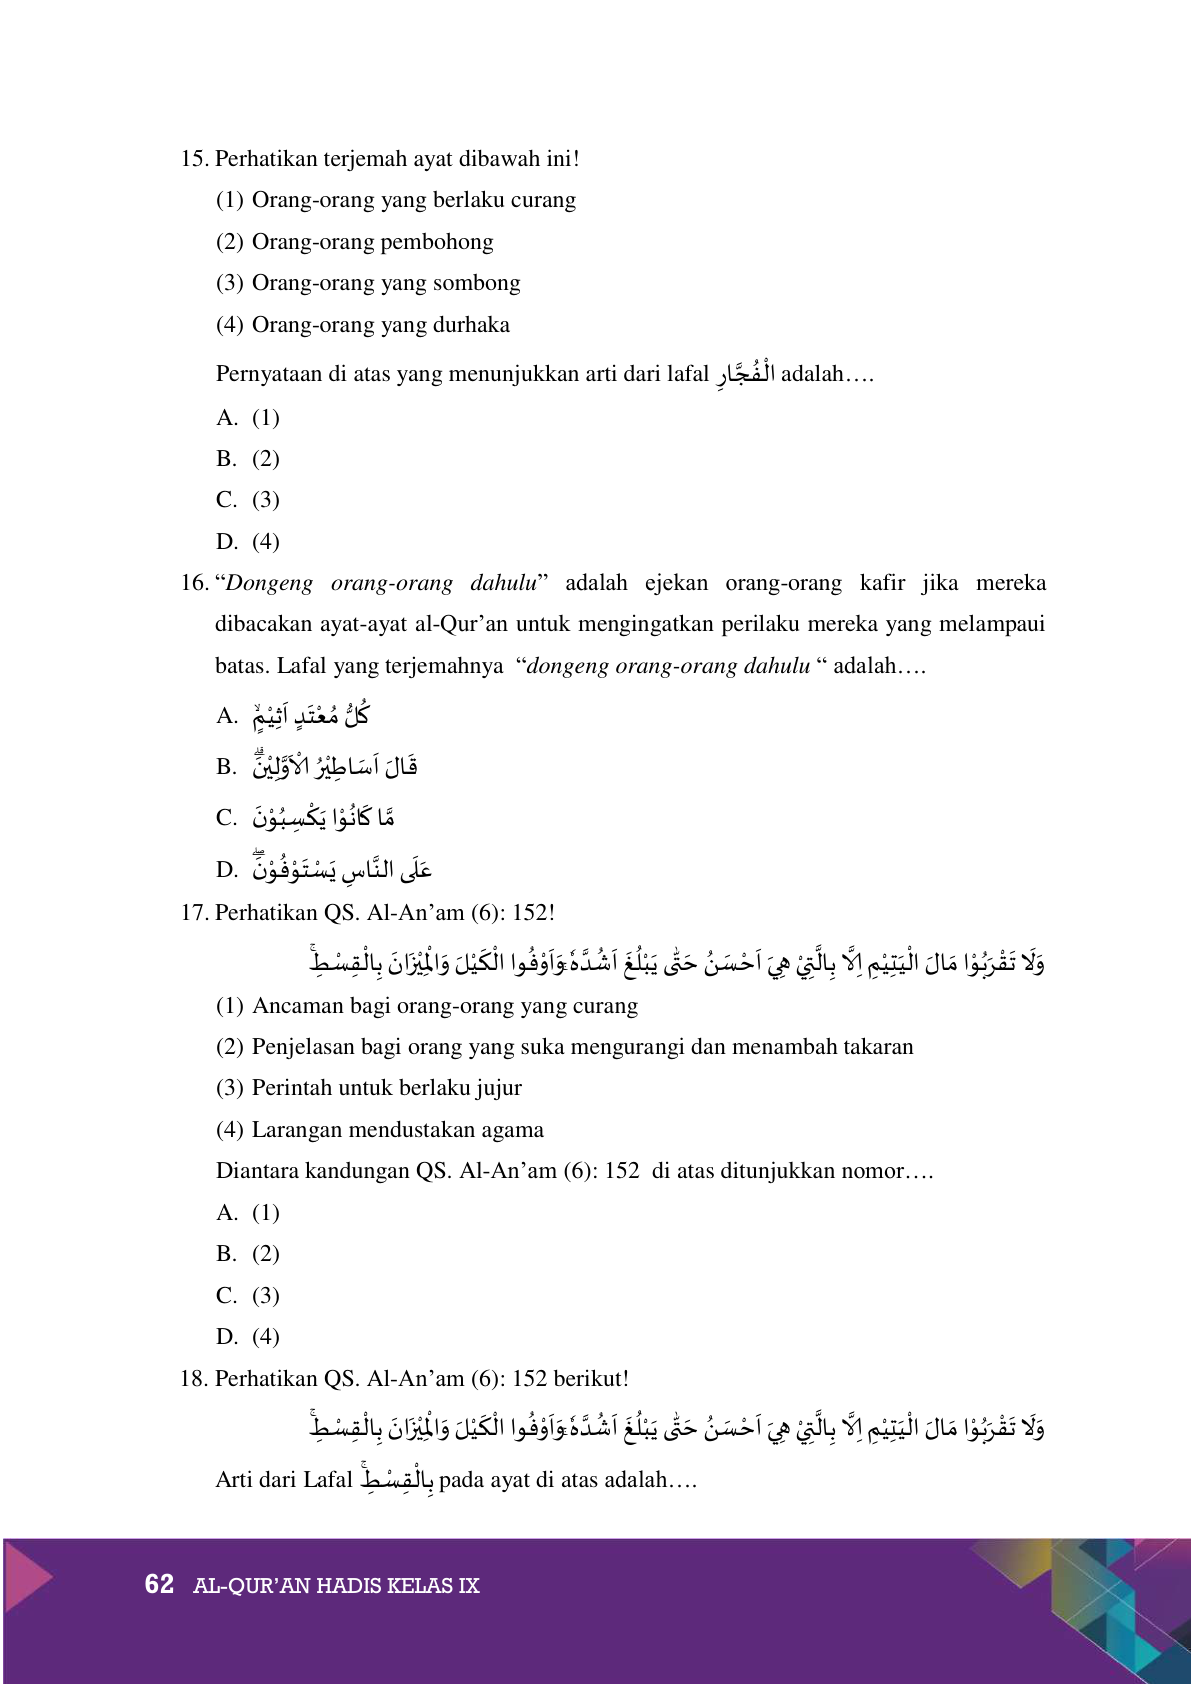 15. Perhatikan terjemah ayat dibawah ini!
(1) Orang-orang yang berlaku curang
(2) Orang-orang pembohong
(3) Orang-orang yang sombong
(4) Orang-orang yang durhaka
Pernyataan di atas yang menunjukkan arti dari lafal الْفُجَّارِ adalah….
A. (1)
B. (2)
C. (3)
D. (4)
16. “Dongeng orang-orang dahulu” adalah ejekan orang-orang kafir jika mereka
dibacakan ayat-ayat al-Qur’an untuk mengingatkan perilaku mereka yang melampaui
batas. Lafal yang terjemahnya “dongeng orang-orang dahulu “ adalah….
A. كُلُّ مُعْتَدٍ اَثِيْمٍۙ
B. قَالَ اَسَاطِيْرُ الْاَوَّلِيْنَۗ
C. مَّا كَانُوْا يَكْسِبُوْنَ
D. عَلَى النَّاسِ يَسْتَوْفُوْنَۖ
17. Perhatikan QS. Al-An’am (6): 152!
وَلَا تَقْرَبُوْا مَالَ الْيَتِيْمِ اِلَّا بِالَّتِيْ هِيَ اَحْسَنُ حَتّٰى يَبْلُغَ اَشُدَّهٗ ۚوَاَوْفُوا الْكَيْلَ وَالْمِيْزَانَ بِالْقِسْطِۚ
(1) Ancaman bagi orang-orang yang curang
(2) Penjelasan bagi orang yang suka mengurangi dan menambah takaran
(3) Perintah untuk berlaku jujur
(4) Larangan mendustakan agama
Diantara kandungan QS. Al-An’am (6): 152 di atas ditunjukkan nomor….
A. (1)
B. (2)
C. (3)
D. (4)
18. Perhatikan QS. Al-An’am (6): 152 berikut!
وَلَا تَقْرَبُوْا مَالَ الْيَتِيْمِ اِلَّا بِالَّتِيْ هِيَ اَحْسَنُ حَتّٰى يَبْلُغَ اَشُدَّهٗ ۚوَاَوْفُوا الْكَيْلَ وَالْمِيْزَانَ بِالْقِسْطِۚ
Arti dari Lafal بِالْقِسْطِۚ pada ayat di atas adalah….
62 AL-QUR’AN HADIS KELAS IX